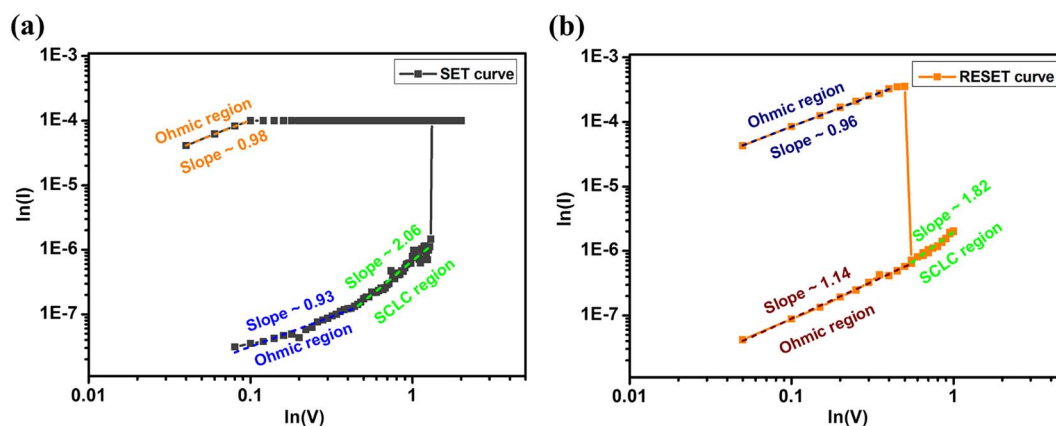 (a)
1E-3
1E-4
1E-5
1E-6
1E-7
ln(I)
SET curve
Ohmic region
Slope ~ 0.98
Slope ~ 2.06
SCLC region
Slope ~ 0.93
Ohmic region
0.01
0.1
1
ln(V)
(b)
1E-3
1E-4
1E-5
1E-6
1E-7
ln(I)
RESET curve
Ohmic region
Slope ~ 0.96
Slope ~ 1.82
SCLC region
Slope ~ 1.14
Ohmic region
0.01
0.1
1
ln(V)